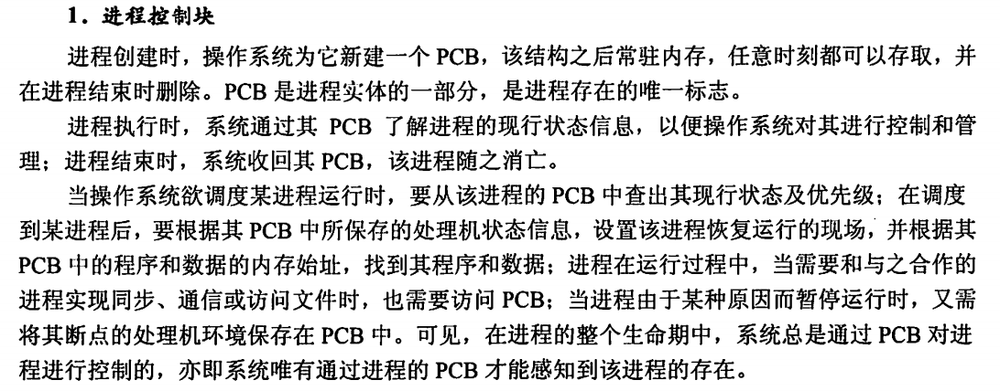 1．进程控制块
进程创建时，操作系统为它新建一个 PCB，该结构之后常驻内存，任意时刻都可以存取，并
在进程结束时删除。PCB 是进程实体的一部分，是进程存在的唯一标志。
进程执行时，系统通过其 PCB 了解进程的现行状态信息，以便操作系统对其进行控制和管
理；进程结束时，系统收回其 PCB，该进程随之消亡。
当操作系统欲调度某进程运行时，要从该进程的 PCB 中查出其现行状态及优先级；在调度
到某进程后，要根据其 PCB 中所保存的处理机状态信息，设置该进程恢复运行的现场，并根据其
PCB 中的程序和数据的内存始址，找到其程序和数据；进程在运行过程中，当需要和与之合作的
进程实现同步、通信或访问文件时，也需要访问 PCB；当进程由于某种原因而暂停运行时，又需
将其断点的处理机环境保存在 PCB 中。可见，在进程的整个生命期中，系统总是通过 PCB 对进
程进行控制的，亦即系统唯有通过进程的 PCB 才能感知到该进程的存在。